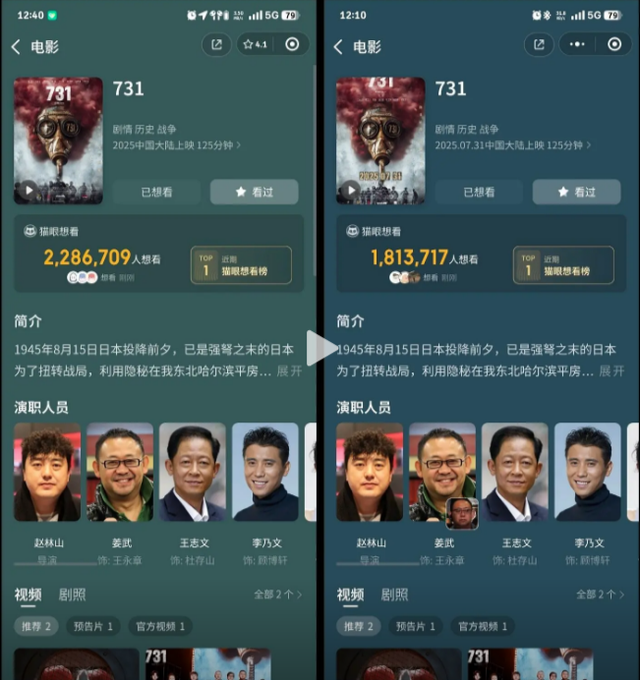 12:40
5G 79
电影
4.1
731
731
剧情 历史 战争
2025中国大陆上映 125分钟
已想看
看过
猫眼想看
2,286,709人想看
想看 刚刚
TOP
1
近期
猫眼想看榜
简介
1945年8月15日日本投降前夕，已是强弩之末的日本
为了扭转战局，利用隐秘在我东北哈尔滨平房... 展开
演职人员
赵林山
导演
姜武
饰: 王永章
王志文
饰: 杜存山
李乃文
饰: 顾博轩
视频
剧照
全部 2 个
推荐 2
预告片 1
官方视频 1
731
12:10
5G 79
电影
731
2025 07 31
731
剧情 历史 战争
2025.07.31中国大陆上映 125分钟
已想看
看过
猫眼想看
1,813,717人想看
想看 刚刚
TOP
1
近期
猫眼想看榜
简介
1945年8月15日日本投降前夕，已是强弩之末的日本
为了扭转战局，利用隐秘在我东北哈尔滨平房... 展开
演职人员
赵林山
导演
姜武
饰: 王永章
王志文
饰: 杜存山
李乃文
饰: 顾博轩
视频
剧照
全部 2 个
推荐 2
预告片 1
官方视频 1
731